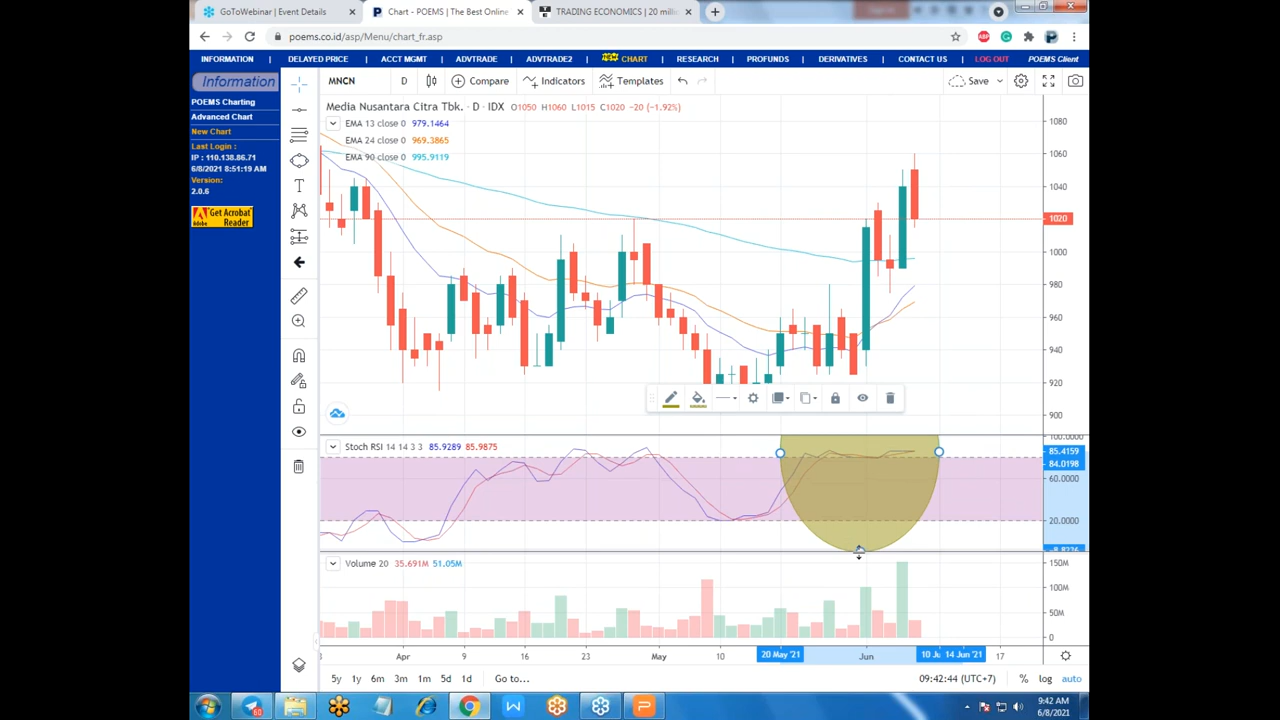 GoToWebinar | Event Details
Chart - POEMS | The Best Online
TRADING ECONOMICS | 20 million
poems.co.id/asp/Menu/chart_fr.asp
INFORMATION | DELAYED PRICE | ACCT MGMT | ADVTRADE | ADVTRADE2 | NEW CHART | RESEARCH | PROFUNDS | DERIVATIVES | CONTACT US | LOG OUT POEMS Client
Information
POEMS Charting
Advanced Chart
New Chart
Last Login :
IP : 110.138.86.71
6/8/2021 8:51:19 AM
Version:
2.0.6
Get Acrobat
Reader
Adobe
MNCN D Compare Indicators Templates Save
Media Nusantara Citra Tbk. · D · IDX O1050 H1060 L1015 C1020 −20 (−1.92%)
EMA 13 close 0 979.1464
EMA 24 close 0 969.3865
EMA 90 close 0 995.9119
1080
1060
1040
1020
1000
980
960
940
920
900
Stoch RSI 14 14 3 3 85.9289 85.9875
100.0000
85.4159
84.0198
60.0000
20.0000
−8.8226
Volume 20 35.691M 51.05M
150M
100M
50M
0
Apr 9 16 23 May 10 20 May '21 Jun 10 Ju 14 Jun '21 17
5y 1y 6m 3m 1m 5d 1d Go to... 09:42:44 (UTC+7) % log auto
60
9:42 AM
6/8/2021